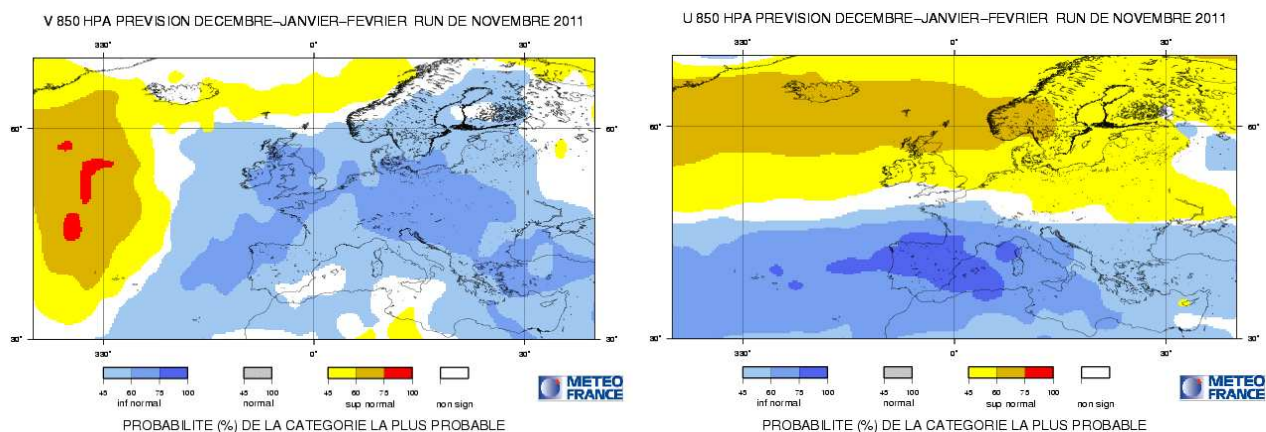 V 850 HPA PREVISION DECEMBRE–JANVIER–FEVRIER RUN DE NOVEMBRE 2011
330˚ 0˚ 30˚
60˚ 60˚
30˚ 30˚
330˚ 0˚ 30˚
45 60 75 100 45 100 45 60 75 100
inf normal normal sup normal non sign
METEO
FRANCE
PROBABILITE (%) DE LA CATEGORIE LA PLUS PROBABLE
U 850 HPA PREVISION DECEMBRE–JANVIER–FEVRIER RUN DE NOVEMBRE 2011
330˚ 0˚ 30˚
60˚ 60˚
30˚ 30˚
330˚ 0˚ 30˚
45 60 75 100 45 100 45 60 75 100
inf normal normal sup normal non sign
METEO
FRANCE
PROBABILITE (%) DE LA CATEGORIE LA PLUS PROBABLE